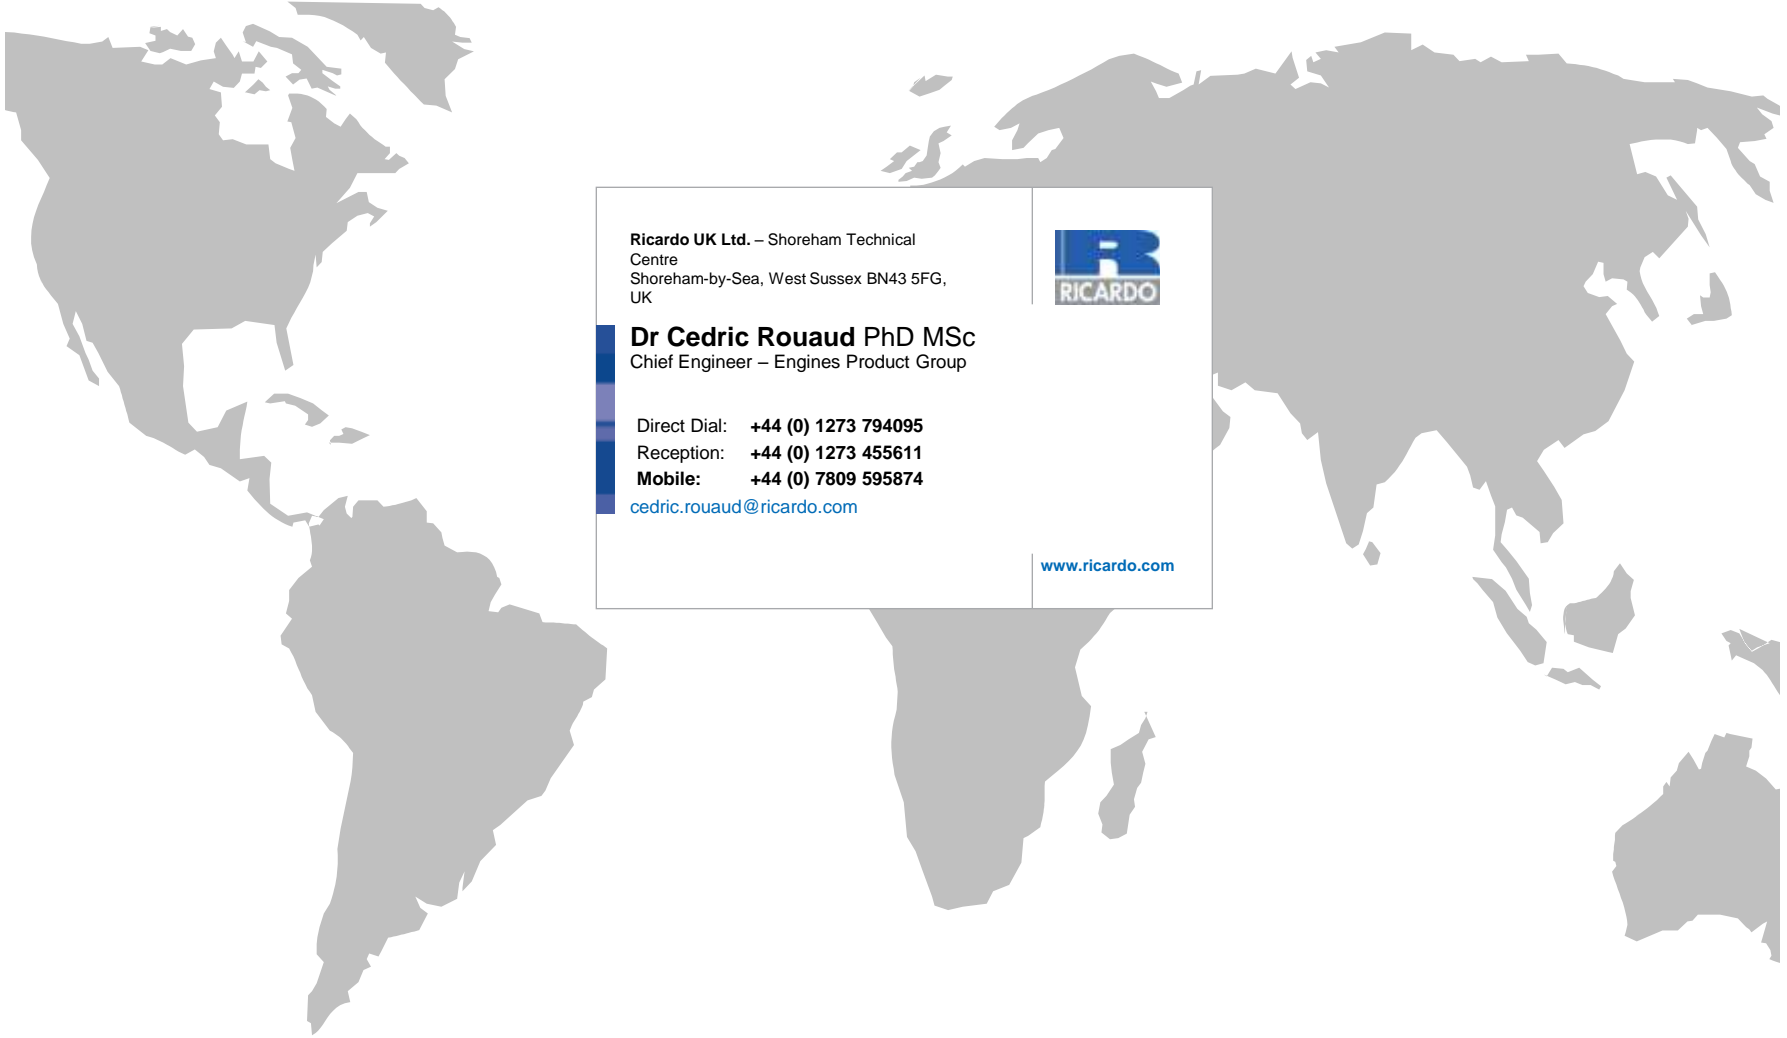 Ricardo UK Ltd. – Shoreham Technical
Centre
Shoreham-by-Sea, West Sussex BN43 5FG,
UK
RICARDO
Dr Cedric Rouaud PhD MSc
Chief Engineer – Engines Product Group
Direct Dial: +44 (0) 1273 794095
Reception: +44 (0) 1273 455611
Mobile: +44 (0) 7809 595874
cedric.rouaud@ricardo.com
www.ricardo.com